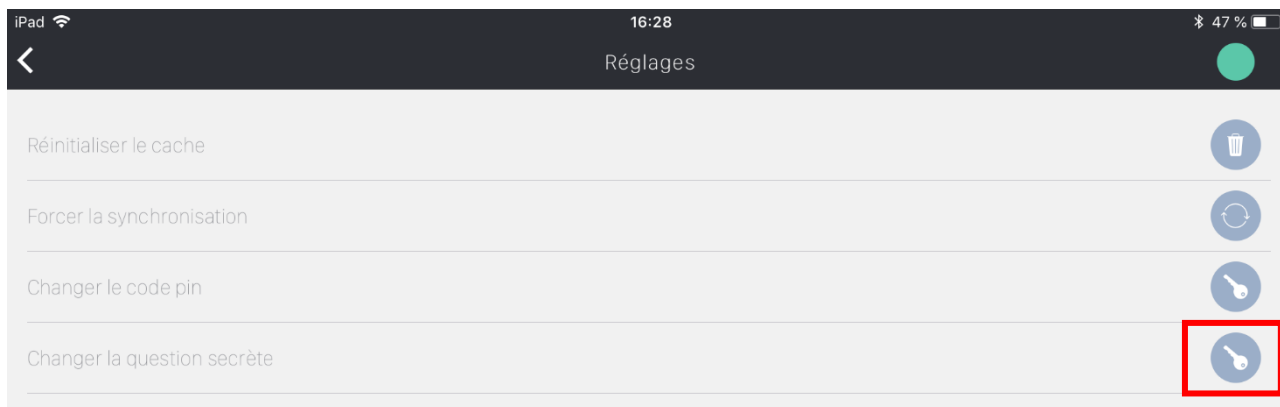 iPad 16:28 47 %
Réglages
Réinitialiser le cache
Forcer la synchronisation
Changer le code pin
Changer la question secrète